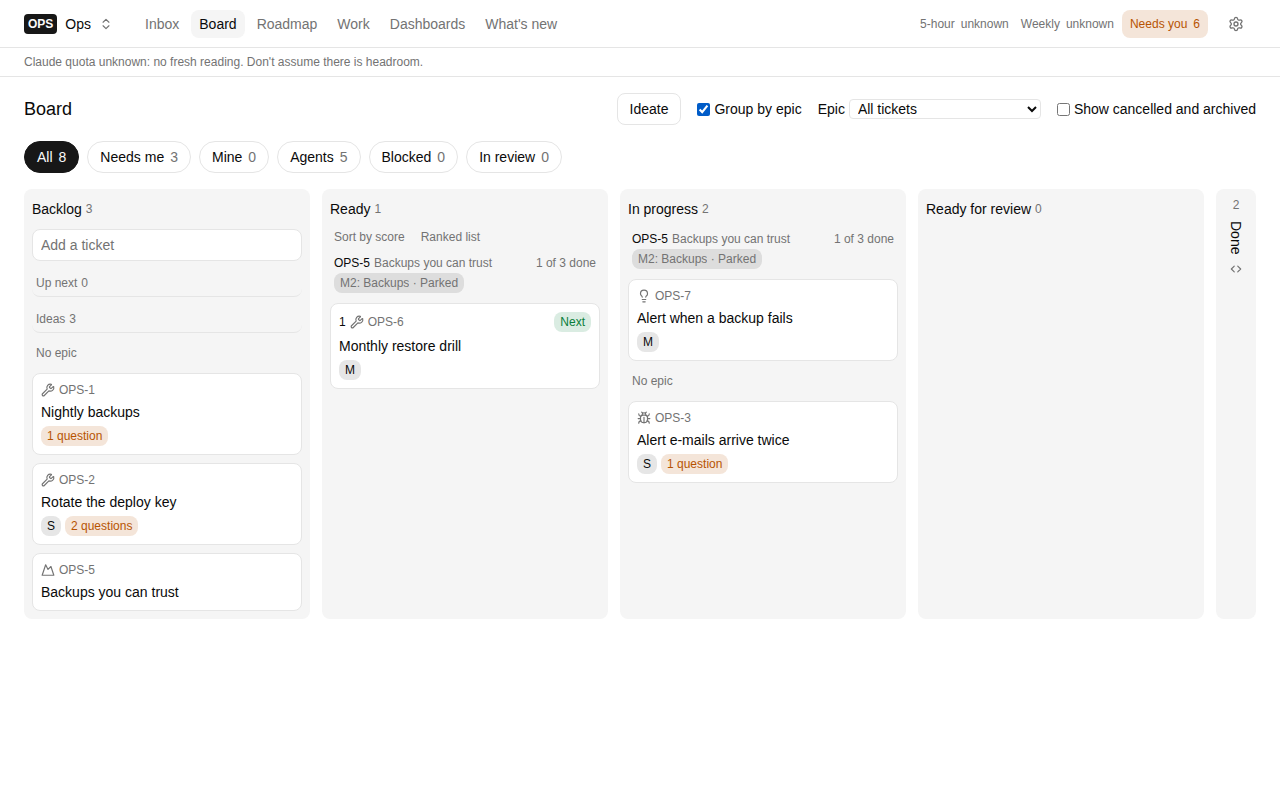 OPS Ops Inbox Board Roadmap Work Dashboards What's new 5-hour unknown Weekly unknown Needs you 6
Claude quota unknown: no fresh reading. Don't assume there is headroom.
Board Ideate Group by epic Epic All tickets Show cancelled and archived
All 8 Needs me 3 Mine 0 Agents 5 Blocked 0 In review 0
Backlog 3
Add a ticket
Up next 0
Ideas 3
No epic
OPS-1
Nightly backups
1 question
OPS-2
Rotate the deploy key
S 2 questions
OPS-5
Backups you can trust
Ready 1
Sort by score Ranked list
OPS-5 Backups you can trust 1 of 3 done
M2: Backups · Parked
1 OPS-6 Next
Monthly restore drill
M
In progress 2
OPS-5 Backups you can trust 1 of 3 done
M2: Backups · Parked
OPS-7
Alert when a backup fails
M
No epic
OPS-3
Alert e-mails arrive twice
S 1 question
Ready for review 0
2
Done